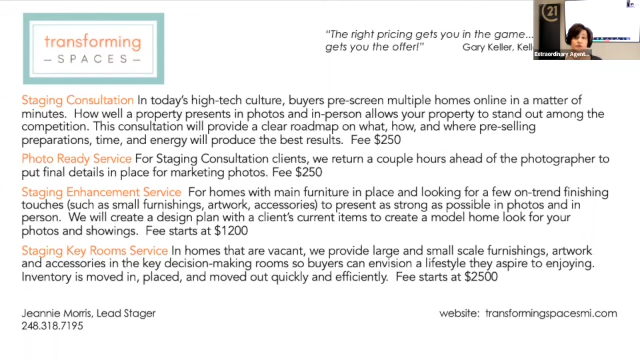 transforming
— SPACES —
"The right pricing gets you in the game...
gets you the offer!" Gary Keller, Kell
21
Extraordinary Agent...
Staging Consultation In today's high-tech culture, buyers pre-screen multiple homes online in a matter of
minutes. How well a property presents in photos and in-person allows your property to stand out among the
competition. This consultation will provide a clear roadmap on what, how, and where pre-selling
preparations, time, and energy will produce the best results. Fee $250
Photo Ready Service For Staging Consultation clients, we return a couple hours ahead of the photographer to
put final details in place for marketing photos. Fee $250
Staging Enhancement Service For homes with main furniture in place and looking for a few on-trend finishing
touches (such as small furnishings, artwork, accessories) to present as strong as possible in photos and in
person. We will create a design plan with a client's current items to create a model home look for your
photos and showings. Fee starts at $1200
Staging Key Rooms Service In homes that are vacant, we provide large and small scale furnishings, artwork
and accessories in the key decision-making rooms so buyers can envision a lifestyle they aspire to enjoying.
Inventory is moved in, placed, and moved out quickly and efficiently. Fee starts at $2500
Jeannie Morris, Lead Stager website: transformingspacesmi.com
248.318.7195